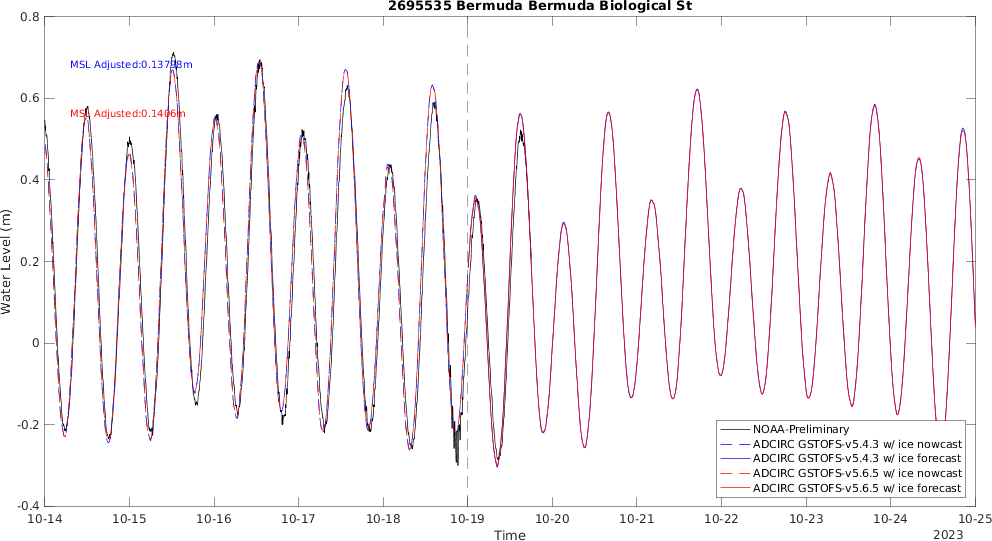 2695535 Bermuda Bermuda Biological St
0.8
0.6
0.4
0.2
0
-0.2
-0.4
Water Level (m)
MSL Adjusted:0.13798m
MSL Adjusted:0.1406m
NOAA-Preliminary
ADCIRC GSTOFS-v5.4.3 w/ ice nowcast
ADCIRC GSTOFS-v5.4.3 w/ ice forecast
ADCIRC GSTOFS-v5.6.5 w/ ice nowcast
ADCIRC GSTOFS-v5.6.5 w/ ice forecast
10-14 10-15 10-16 10-17 10-18 10-19 10-20 10-21 10-22 10-23 10-24 10-25
Time
2023